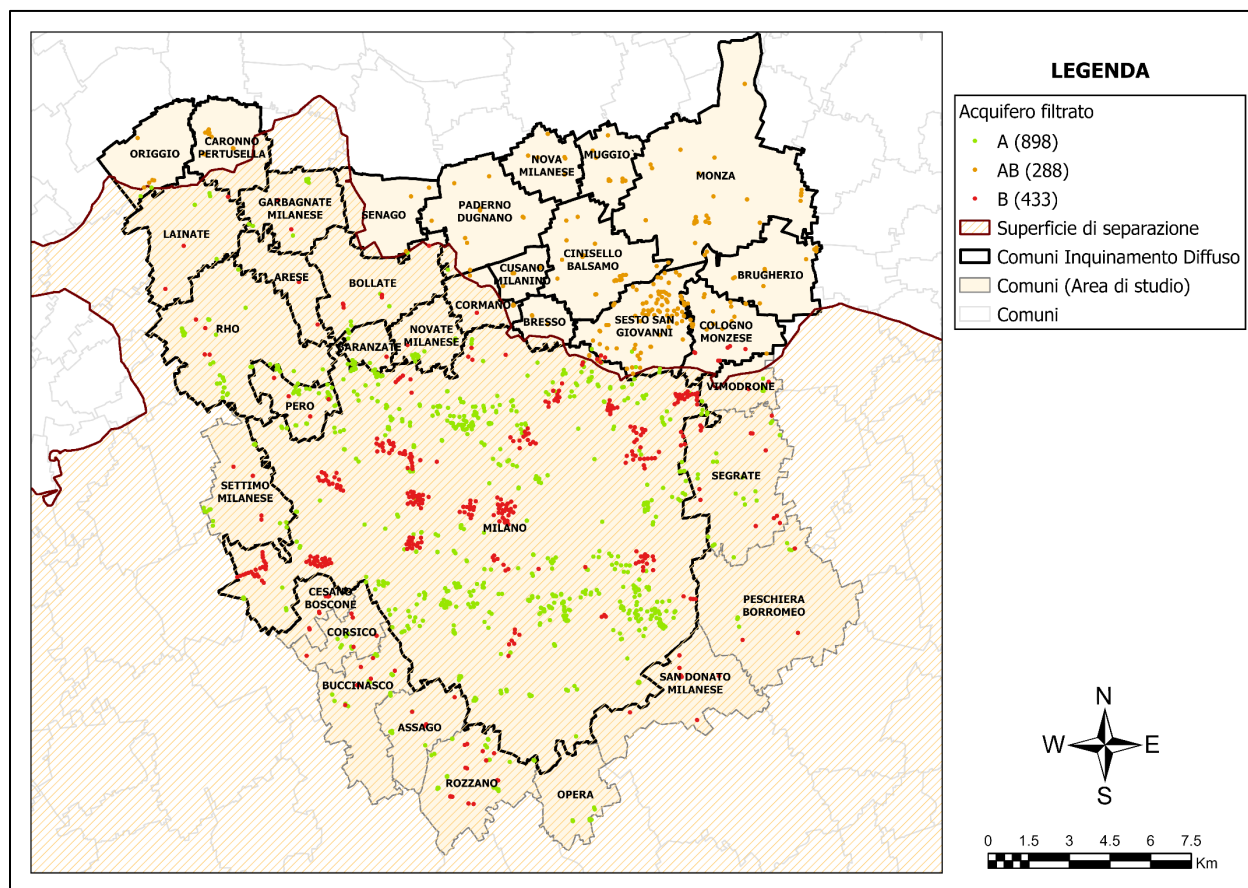 LEGENDA
Acquifero filtrato
A (898)
AB (288)
B (433)
Superficie di separazione
Comuni Inquinamento Diffuso
Comuni (Area di studio)
Comuni
ORIGGIO
CARONNO
PERTUSELLA
NOVA
MILANESE
MUGGIO
MONZA
GARBAGNATE
MILANESE
SENAGO
PADERNO
DUGNANO
LAINATE
ARESE
BOLLATE
CUSANO
MILANINO
CINISELLO
BALSAMO
BRUGHERIO
RHO
CORMANO
BRESSO
SESTO SAN
GIOVANNI
COLOGNO
MONZESE
BARANZATE
NOVATE
MILANESE
PERO
VIMODRONE
SETTIMO
MILANESE
SEGRATE
MILANO
CESANO
BOSCONE
PESCHIERA
BORROMEO
CORSICO
BUCCINASCO
SAN DONATO
MILANESE
ASSAGO
ROZZANO
OPERA
N
W
E
S
0
1.5
3
4.5
6
7.5
Km